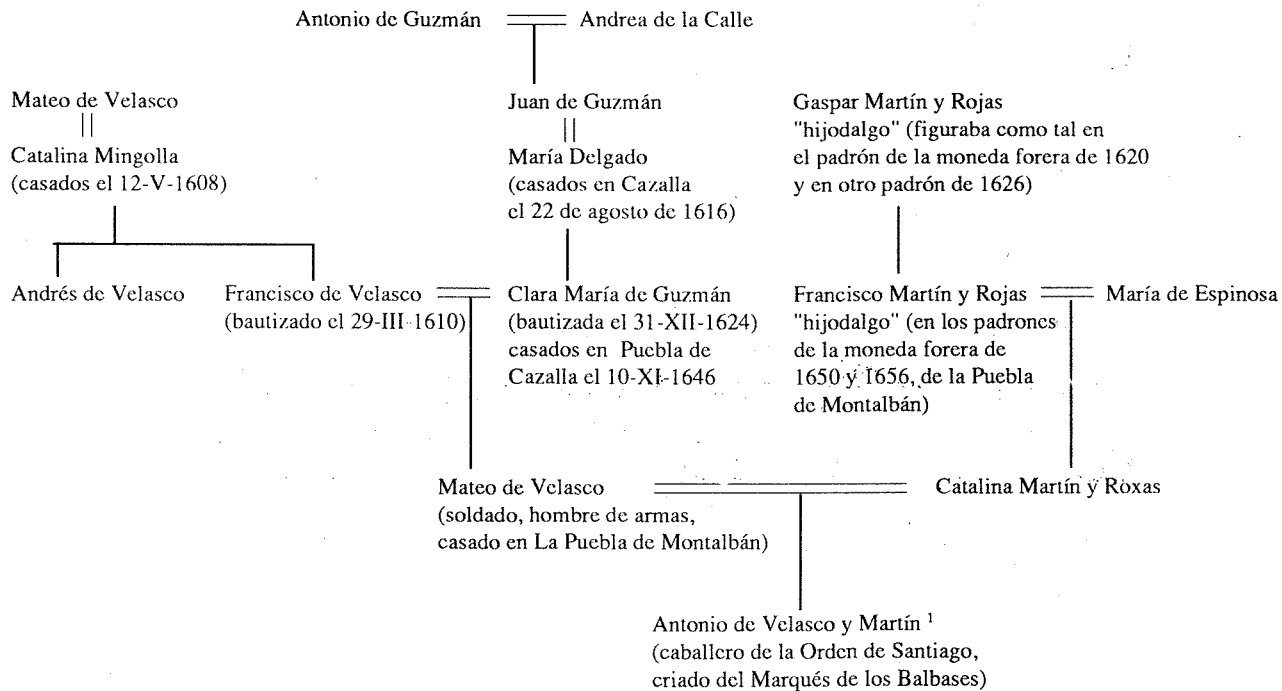 Antonio de Guzmán Andrea de la Calle
Mateo de Velasco
Catalina Mingolla
(casados el 12-V-1608)
Juan de Guzmán
María Delgado
(casados en Cazalla
el 22 de agosto de 1616)
Gaspar Martín y Rojas
"hijodalgo" (figuraba como tal en
el padrón de la moneda forera de 1620
y en otro padrón de 1626)
Andrés de Velasco
Francisco de Velasco
(bautizado el 29-III-1610)
Clara María de Guzmán
(bautizada el 31-XII-1624)
casados en Puebla de
Cazalla el 10-XI-1646
Francisco Martín y Rojas
"hijodalgo" (en los padrones
de la moneda forera de
1650 y 1656, de la Puebla
de Montalbán)
María de Espinosa
Mateo de Velasco
(soldado, hombre de armas,
casado en La Puebla de Montalbán)
Catalina Martín y Roxas
Antonio de Velasco y Martín ¹
(caballero de la Orden de Santiago,
criado del Marqués de los Balbases)